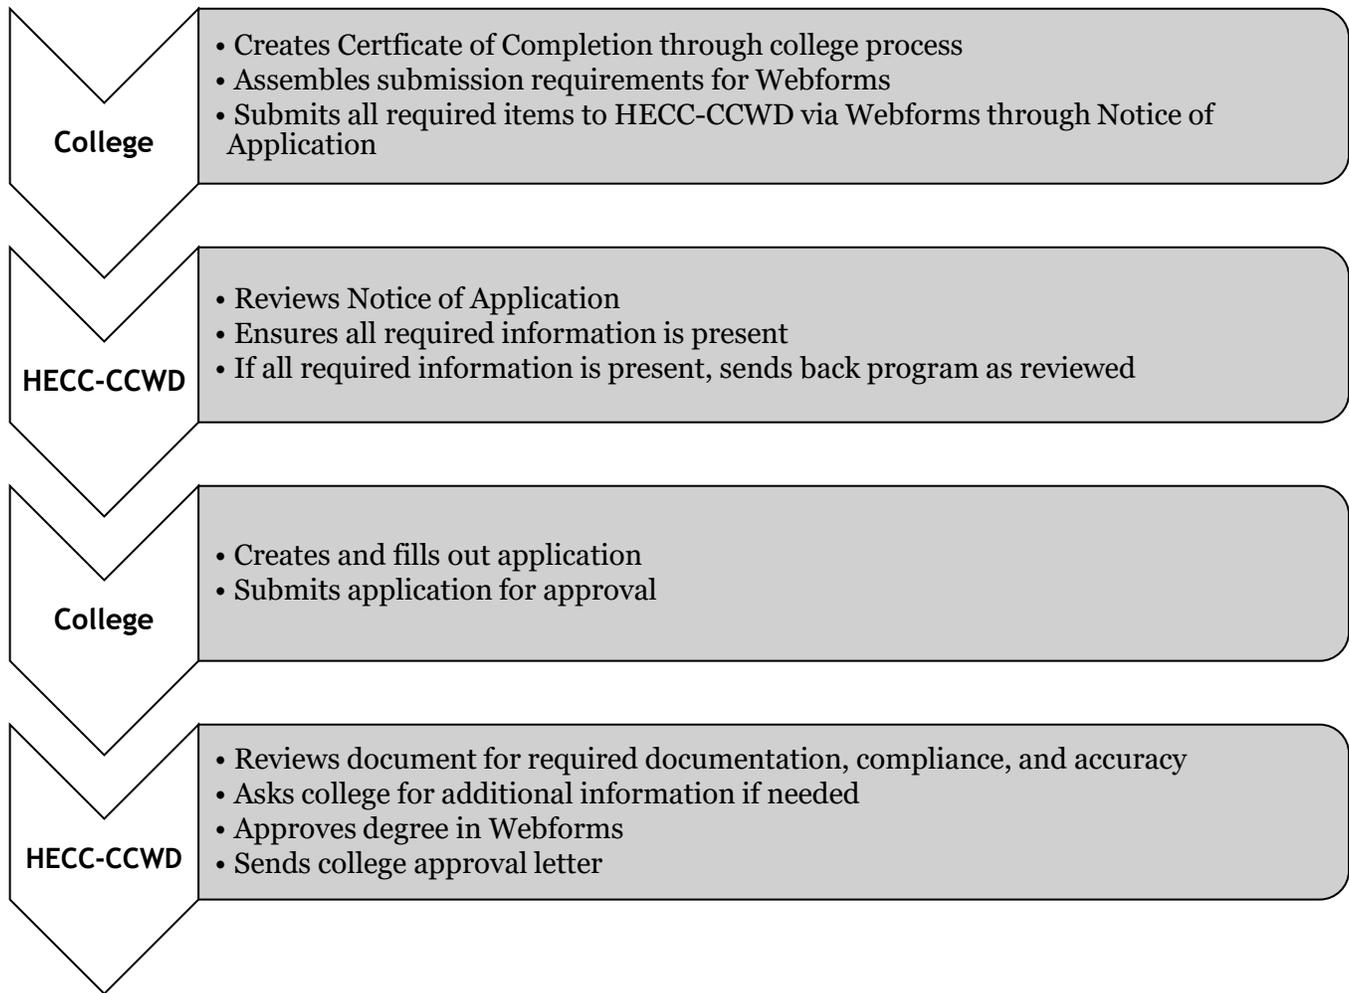 College
• Creates Certficate of Completion through college process
• Assembles submission requirements for Webforms
• Submits all required items to HECC-CCWD via Webforms through Notice of
Application
HECC-CCWD
• Reviews Notice of Application
• Ensures all required information is present
• If all required information is present, sends back program as reviewed
College
• Creates and fills out application
• Submits application for approval
HECC-CCWD
• Reviews document for required documentation, compliance, and accuracy
• Asks college for additional information if needed
• Approves degree in Webforms
• Sends college approval letter